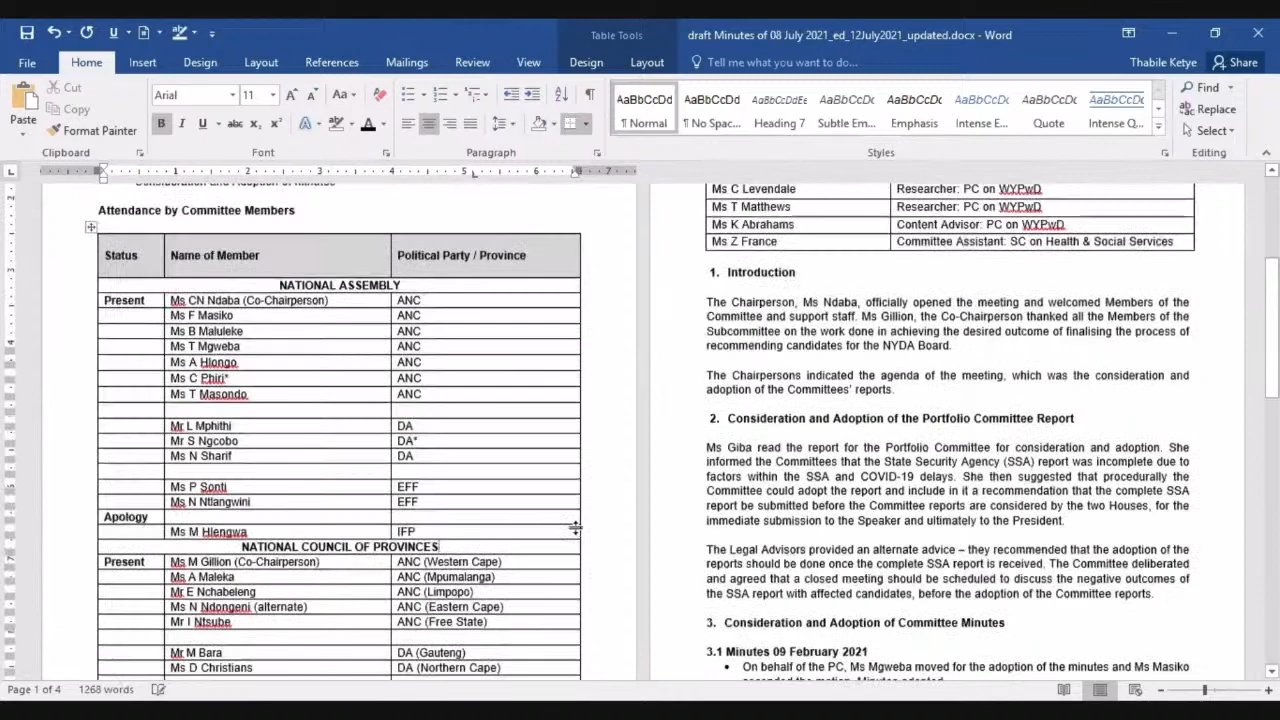 draft Minutes of 08 July 2021_ed_12July2021_updated.docx - Word
Table Tools
File Home Insert Design Layout References Mailings Review View Design Layout Tell me what you want to do... Thabile Ketye Share
Paste Cut Copy Format Painter
Clipboard
Arial 11
Font
Paragraph
AaBbCcDd ¶ Normal
AaBbCcDd ¶ No Spac...
AaBbCcDdEe Heading 7
AaBbCcDd Subtle Em...
AaBbCcDd Emphasis
AaBbCcDd Intense E...
AaBbCcDd Quote
AaBbCcDd Intense Q...
Styles
Find
Replace
Select
Editing
Consideration and Adoption of Minutes
Attendance by Committee Members
Status Name of Member Political Party / Province
NATIONAL ASSEMBLY
Present Ms CN Ndaba (Co-Chairperson) ANC
Ms F Masiko ANC
Ms B Maluleke ANC
Ms T Mgweba ANC
Ms A Hlongo ANC
Ms C Phiri* ANC
Ms T Masondo ANC
Mr L Mphithi DA
Mr S Ngcobo DA*
Ms N Sharif DA
Ms P Sonti EFF
Ms N Ntlangwini EFF
Apology
Ms M Hlengwa IFP
NATIONAL COUNCIL OF PROVINCES
Present Ms M Gillion (Co-Chairperson) ANC (Western Cape)
Ms A Maleka ANC (Mpumalanga)
Mr E Nchabeleng ANC (Limpopo)
Ms N Ndongeni (alternate) ANC (Eastern Cape)
Mr I Ntsube ANC (Free State)
Mr M Bara DA (Gauteng)
Ms D Christians DA (Northern Cape)
Ms C Levendale Researcher: PC on WYPwD
Ms T Matthews Researcher: PC on WYPwD
Ms K Abrahams Content Advisor: PC on WYPwD
Ms Z France Committee Assistant: SC on Health & Social Services
1. Introduction
The Chairperson, Ms Ndaba, officially opened the meeting and welcomed Members of the
Committee and support staff. Ms Gillion, the Co-Chairperson thanked all the Members of the
Subcommittee on the work done in achieving the desired outcome of finalising the process of
recommending candidates for the NYDA Board.
The Chairpersons indicated the agenda of the meeting, which was the consideration and
adoption of the Committees' reports.
2. Consideration and Adoption of the Portfolio Committee Report
Ms Giba read the report for the Portfolio Committee for consideration and adoption. She
informed the Committees that the State Security Agency (SSA) report was incomplete due to
factors within the SSA and COVID-19 delays. She then suggested that procedurally the
Committee could adopt the report and include in it a recommendation that the complete SSA
report be submitted before the Committee reports are considered by the two Houses, for the
immediate submission to the Speaker and ultimately to the President.
The Legal Advisors provided an alternate advice – they recommended that the adoption of the
reports should be done once the complete SSA report is received. The Committee deliberated
and agreed that a closed meeting should be scheduled to discuss the negative outcomes of
the SSA report with affected candidates, before the adoption of the Committee reports.
3. Consideration and Adoption of Committee Minutes
3.1 Minutes 09 February 2021
• On behalf of the PC, Ms Mgweba moved for the adoption of the minutes and Ms Masiko
Page 1 of 4 1268 words